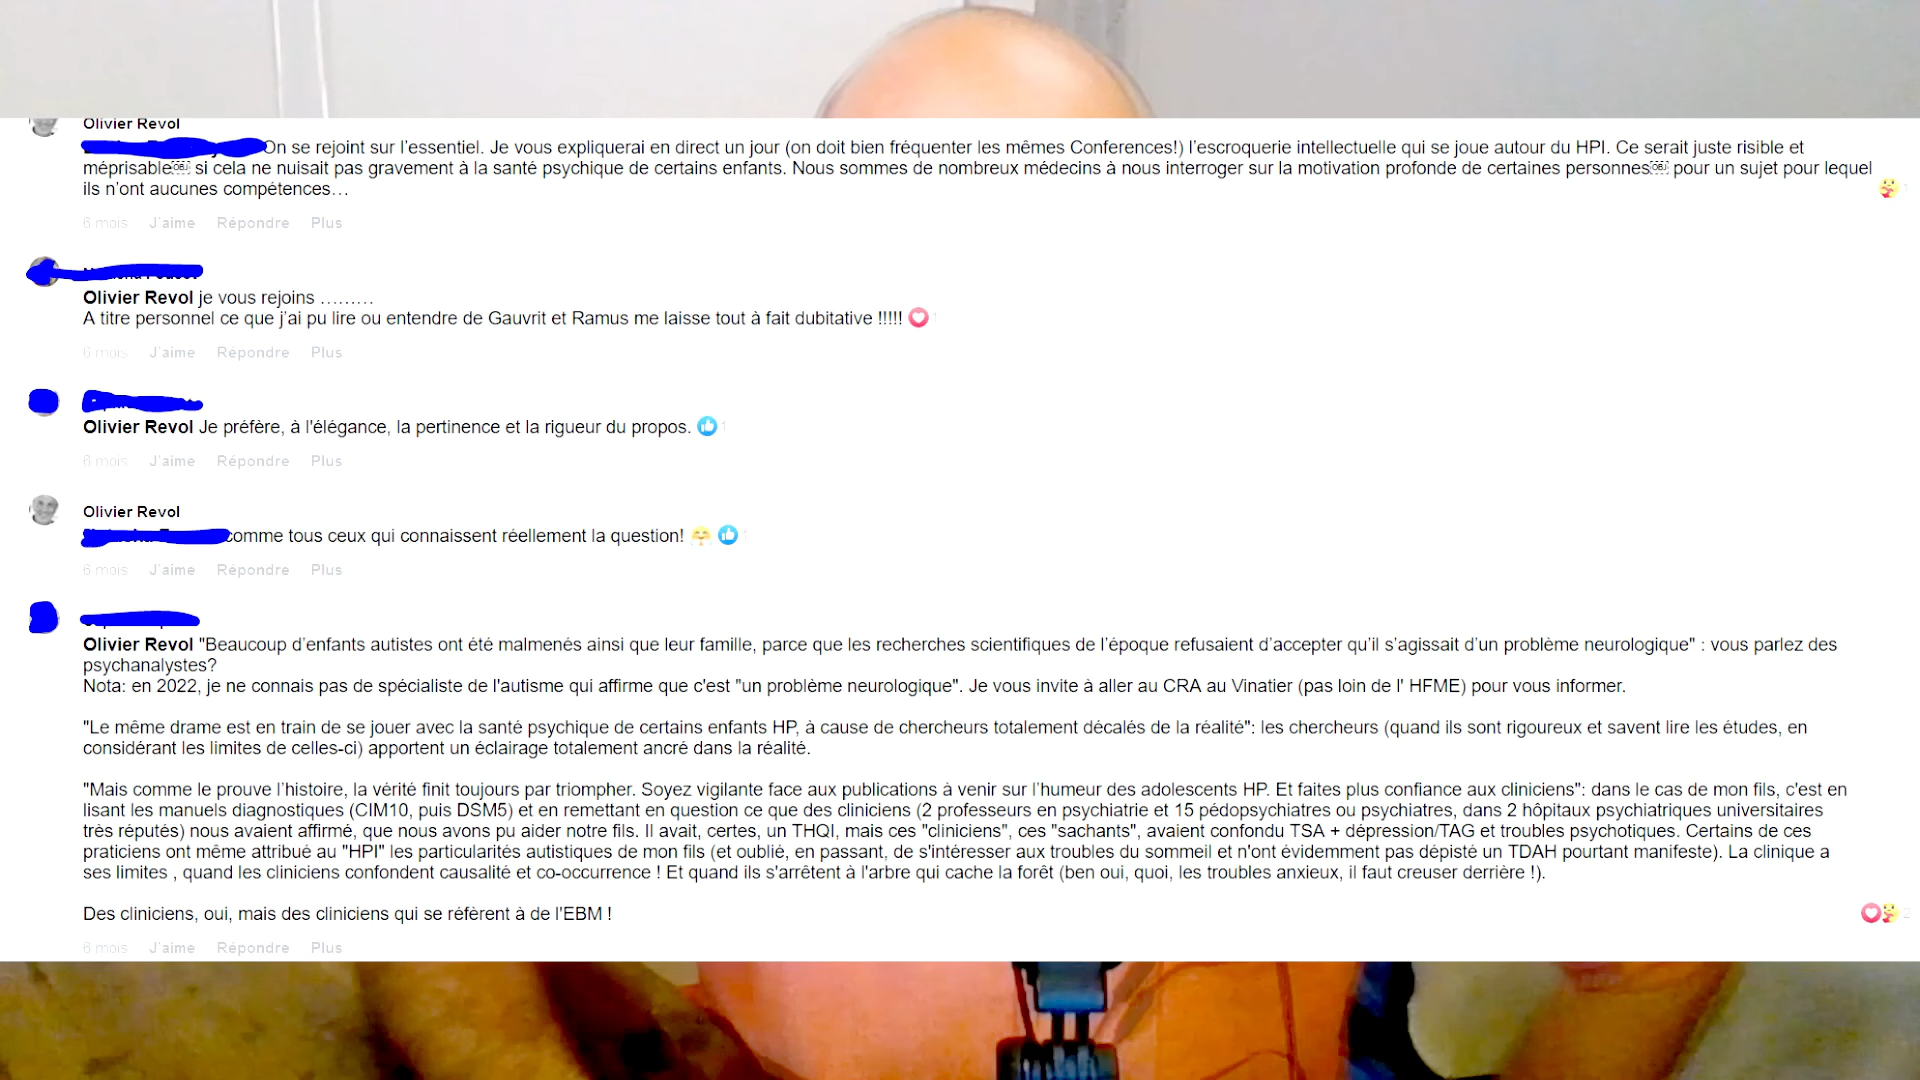 Olivier Revol
On se rejoint sur l'essentiel. Je vous expliquerai en direct un jour (on doit bien fréquenter les mêmes Conferences!) l'escroquerie intellectuelle qui se joue autour du HPI. Ce serait juste risible et
méprisable si cela ne nuisait pas gravement à la santé psychique de certains enfants. Nous sommes de nombreux médecins à nous interroger sur la motivation profonde de certaines personnes pour un sujet pour lequel
ils n'ont aucunes compétences…
1
6 mois J'aime Répondre Plus
Olivier Revol je vous rejoins ………
A titre personnel ce que j'ai pu lire ou entendre de Gauvrit et Ramus me laisse tout à fait dubitative !!!!!
6 mois J'aime Répondre Plus
Olivier Revol Je préfère, à l'élégance, la pertinence et la rigueur du propos. 1
6 mois J'aime Répondre Plus
Olivier Revol
comme tous ceux qui connaissent réellement la question!
6 mois J'aime Répondre Plus
Olivier Revol "Beaucoup d'enfants autistes ont été malmenés ainsi que leur famille, parce que les recherches scientifiques de l'époque refusaient d'accepter qu'il s'agissait d'un problème neurologique" : vous parlez des
psychanalystes?
Nota: en 2022, je ne connais pas de spécialiste de l'autisme qui affirme que c'est "un problème neurologique". Je vous invite à aller au CRA au Vinatier (pas loin de l' HFME) pour vous informer.
"Le même drame est en train de se jouer avec la santé psychique de certains enfants HP, à cause de chercheurs totalement décalés de la réalité": les chercheurs (quand ils sont rigoureux et savent lire les études, en
considérant les limites de celles-ci) apportent un éclairage totalement ancré dans la réalité.
"Mais comme le prouve l'histoire, la vérité finit toujours par triompher. Soyez vigilante face aux publications à venir sur l'humeur des adolescents HP. Et faites plus confiance aux cliniciens": dans le cas de mon fils, c'est en
lisant les manuels diagnostiques (CIM10, puis DSM5) et en remettant en question ce que des cliniciens (2 professeurs en psychiatrie et 15 pédopsychiatres ou psychiatres, dans 2 hôpitaux psychiatriques universitaires
très réputés) nous avaient affirmé, que nous avons pu aider notre fils. Il avait, certes, un THQI, mais ces "cliniciens", ces "sachants", avaient confondu TSA + dépression/TAG et troubles psychotiques. Certains de ces
praticiens ont même attribué au "HPI" les particularités autistiques de mon fils (et oublié, en passant, de s'intéresser aux troubles du sommeil et n'ont évidemment pas dépisté un TDAH pourtant manifeste). La clinique a
ses limites , quand les cliniciens confondent causalité et co-occurrence ! Et quand ils s'arrêtent à l'arbre qui cache la forêt (ben oui, quoi, les troubles anxieux, il faut creuser derrière !).
Des cliniciens, oui, mais des cliniciens qui se réfèrent à de l'EBM !
2
6 mois J'aime Répondre Plus